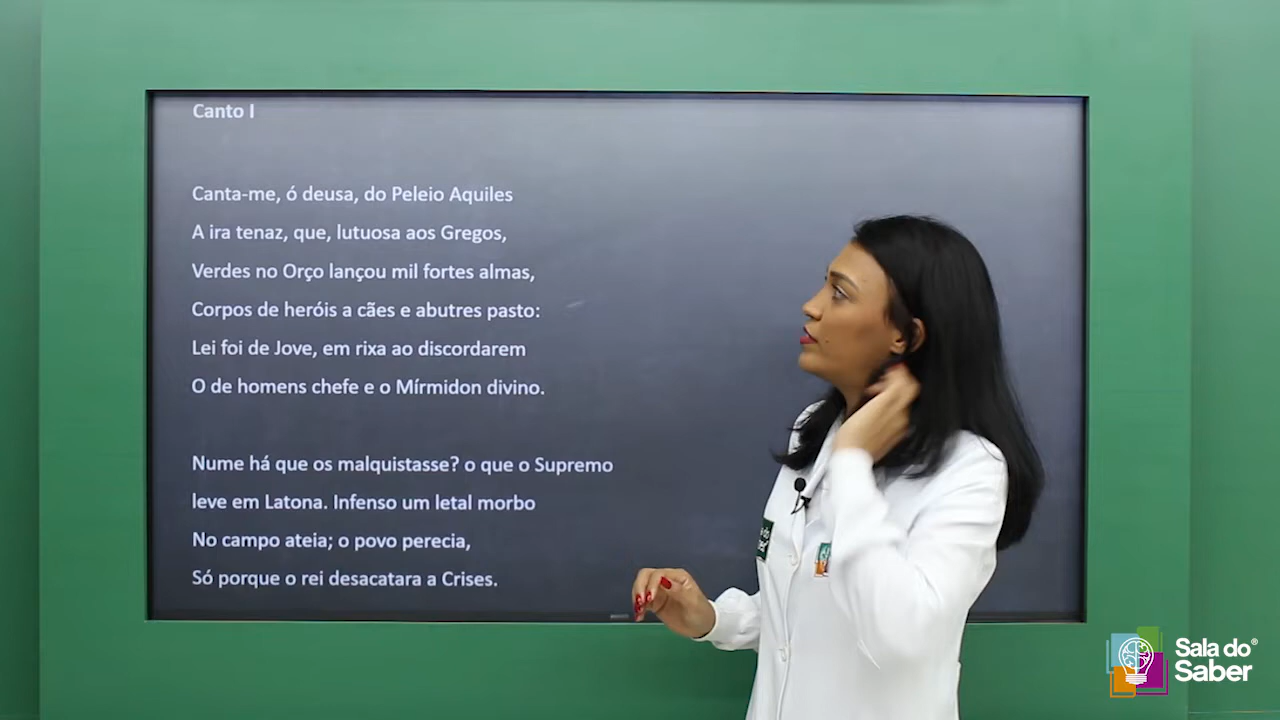 Canto I
Canta-me, ó deusa, do Peleio Aquiles
A ira tenaz, que, lutuosa aos Gregos,
Verdes no Orço lançou mil fortes almas,
Corpos de heróis a cães e abutres pasto:
Lei foi de Jove, em rixa ao discordarem
O de homens chefe e o Mírmidon divino.
Nume há que os malquistasse? o que o Supremo
leve em Latona. Infenso um letal morbo
No campo ateia; o povo perecia,
Só porque o rei desacatara a Crises.
Sala do®
Saber